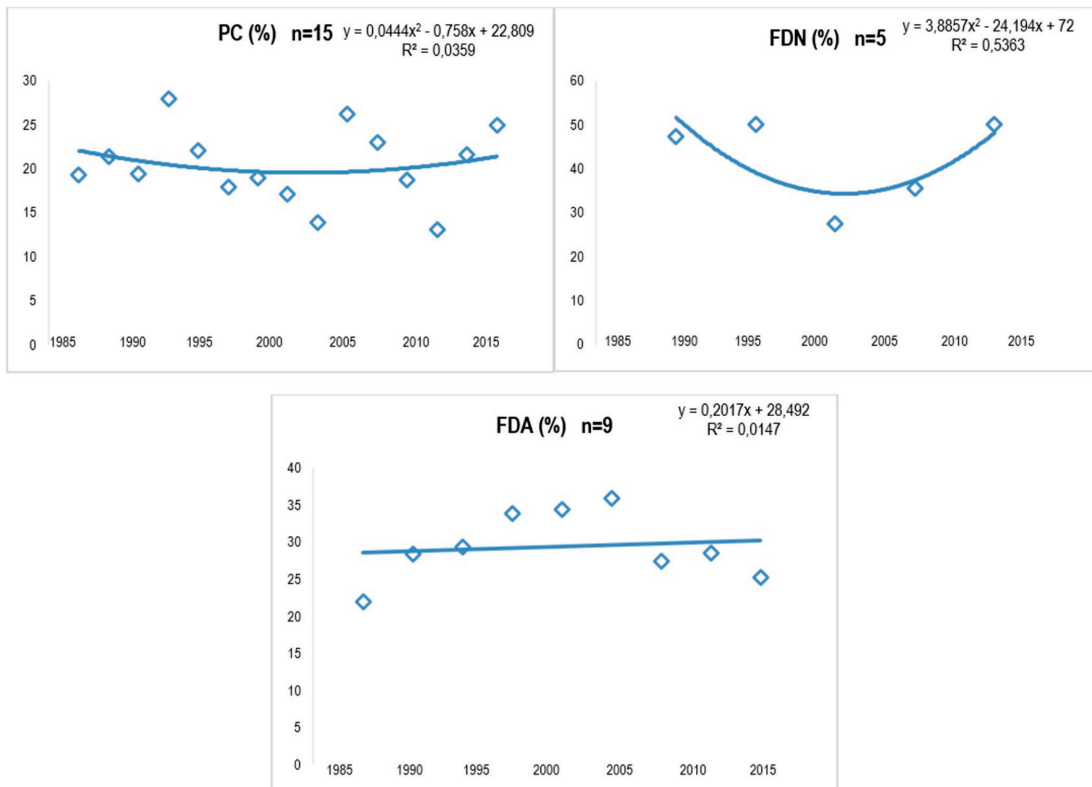 PC (%) n=15
y = 0,0444x² - 0,758x + 22,809
R² = 0,0359
30
25
20
15
10
5
0
1985 1990 1995 2000 2005 2010 2015
FDN (%) n=5
y = 3,8857x² - 24,194x + 72
R² = 0,5363
60
50
40
30
20
10
0
1985 1990 1995 2000 2005 2010 2015
FDA (%) n=9
y = 0,2017x + 28,492
R² = 0,0147
40
35
30
25
20
15
10
5
0
1985 1990 1995 2000 2005 2010 2015